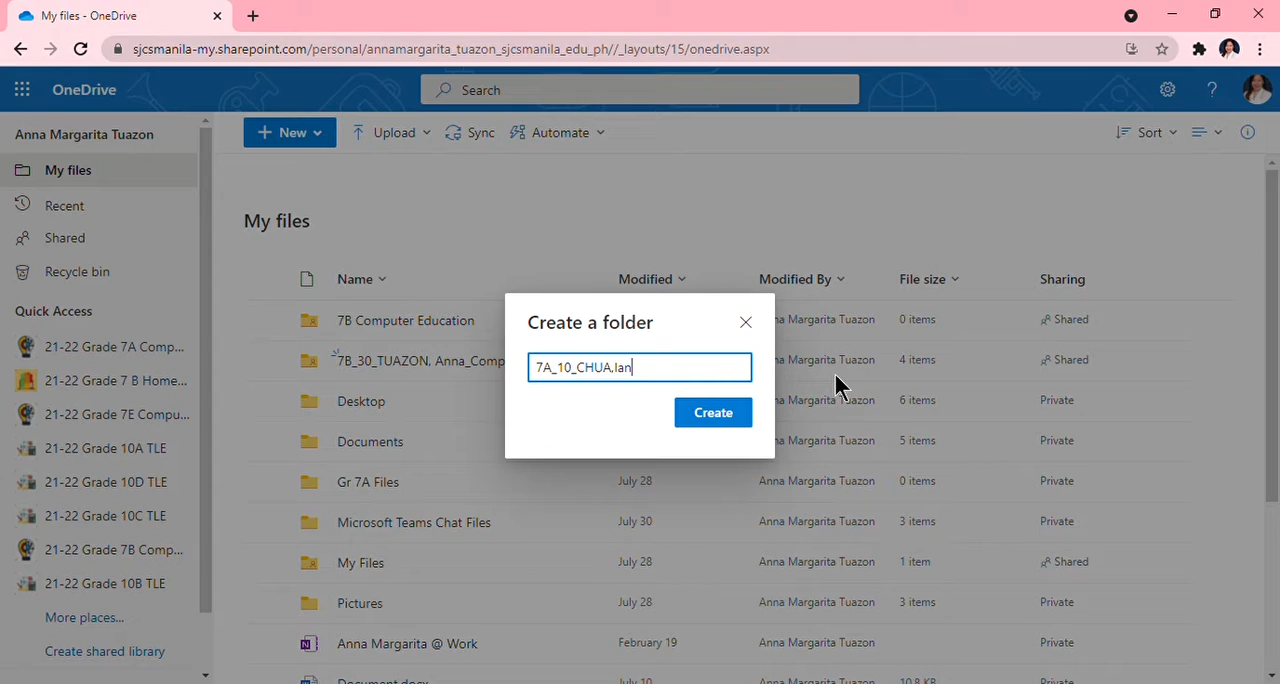 My files - OneDrive
sjcsmanila-my.sharepoint.com/personal/annamargarita_tuazon_sjcsmanila_edu_ph//_layouts/15/onedrive.aspx
OneDrive
Search
Anna Margarita Tuazon
New
Upload
Sync
Automate
Sort
My files
Recent
Shared
Recycle bin
Quick Access
21-22 Grade 7A Comp...
21-22 Grade 7 B Home...
21-22 Grade 7E Compu...
21-22 Grade 10A TLE
21-22 Grade 10D TLE
21-22 Grade 10C TLE
21-22 Grade 7B Comp...
21-22 Grade 10B TLE
More places...
Create shared library
My files
Name Modified Modified By File size Sharing
7B Computer Education Margarita Tuazon 0 items Shared
7B_30_TUAZON, Anna_Comp Margarita Tuazon 4 items Shared
Desktop Margarita Tuazon 6 items Private
Documents Margarita Tuazon 5 items Private
Gr 7A Files July 28 Anna Margarita Tuazon 0 items Private
Microsoft Teams Chat Files July 30 Anna Margarita Tuazon 3 items Private
My Files July 28 Anna Margarita Tuazon 1 item Shared
Pictures July 28 Anna Margarita Tuazon 3 items Private
Anna Margarita @ Work February 19 Anna Margarita Tuazon Private
Document.docx July 10 Anna Margarita Tuazon 10.8 KB Private
Create a folder
7A_10_CHUA,Ian
Create